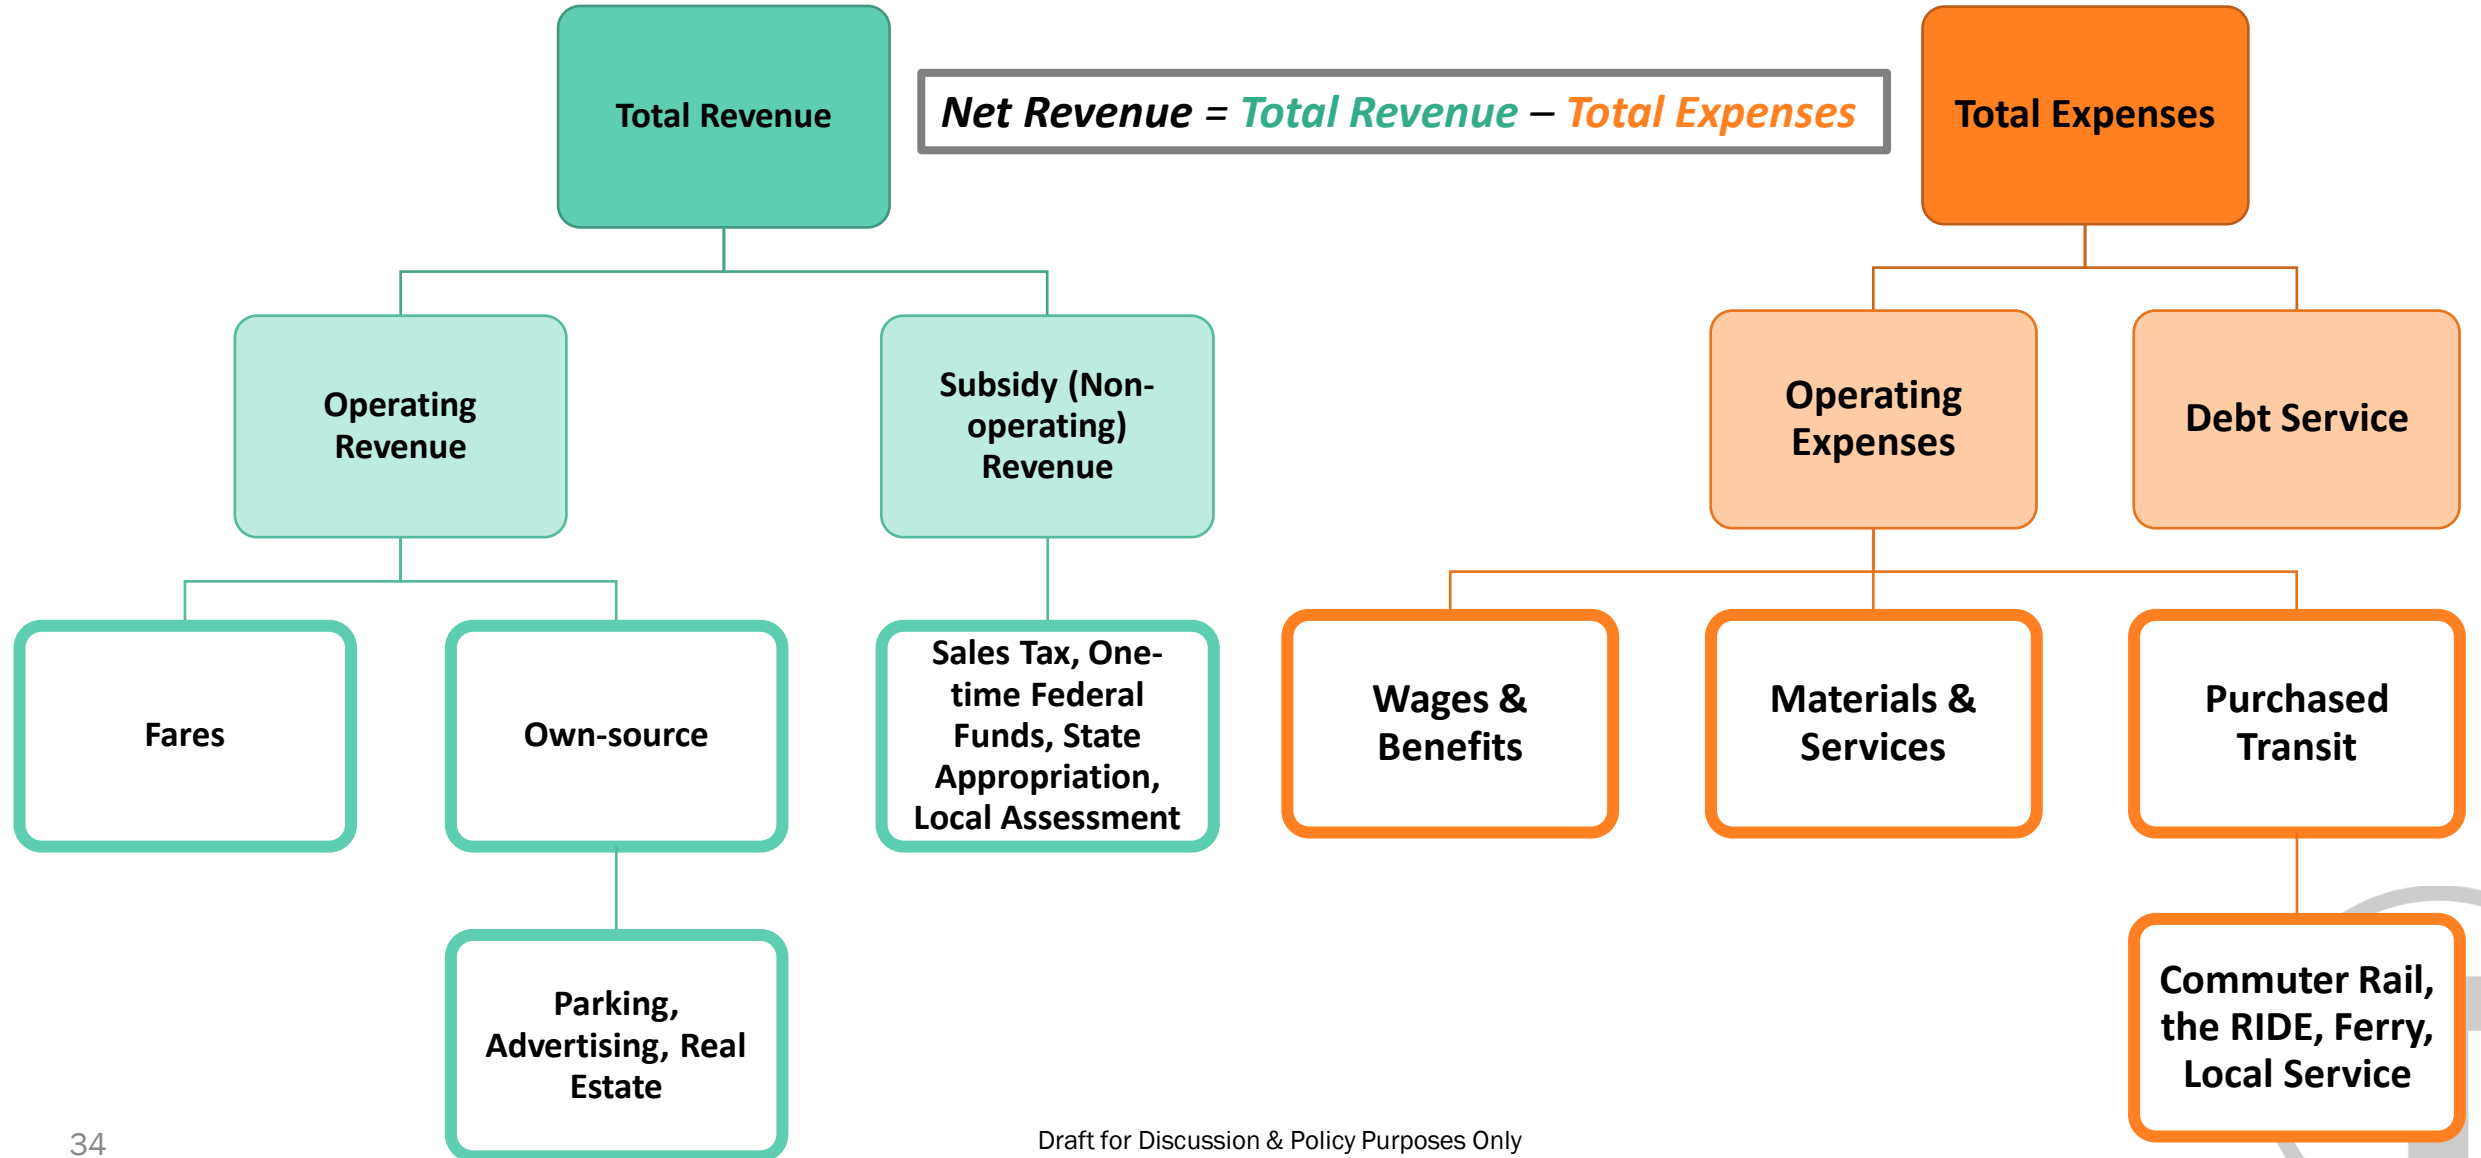 Total Revenue
Net Revenue = Total Revenue – Total Expenses
Total Expenses
Operating
Revenue
Subsidy (Non-
operating)
Revenue
Operating
Expenses
Debt Service
Fares
Own-source
Sales Tax, One-
time Federal
Funds, State
Appropriation,
Local Assessment
Wages &
Benefits
Materials &
Services
Purchased
Transit
Parking,
Advertising, Real
Estate
Commuter Rail,
the RIDE, Ferry,
Local Service
34
Draft for Discussion & Policy Purposes Only